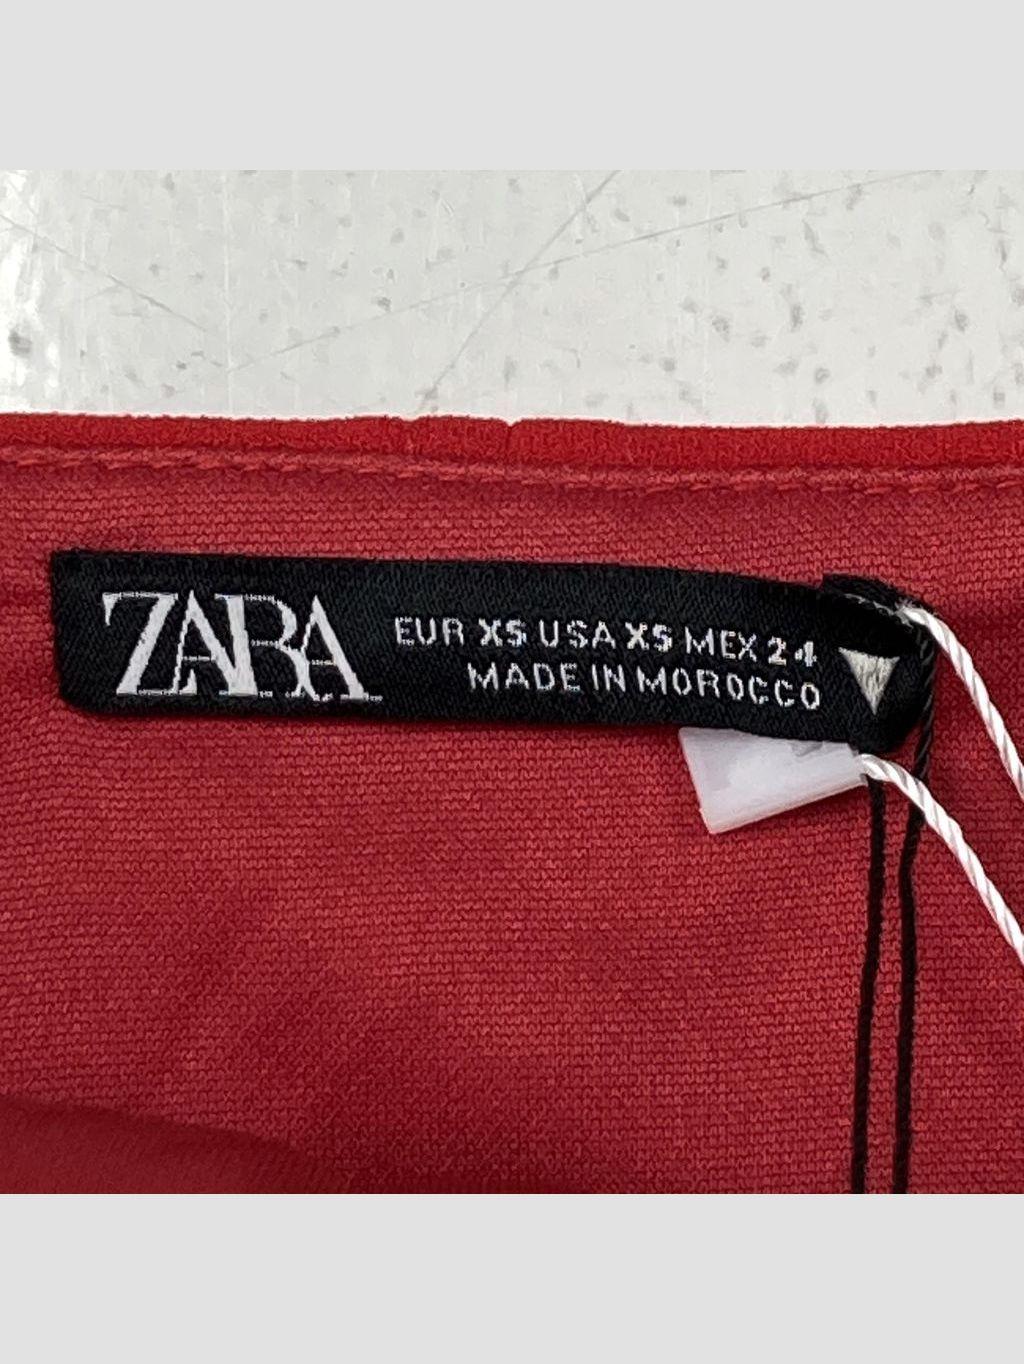 ZARA
EUR XS USA XS MEX 24
MADE IN MOROCCO